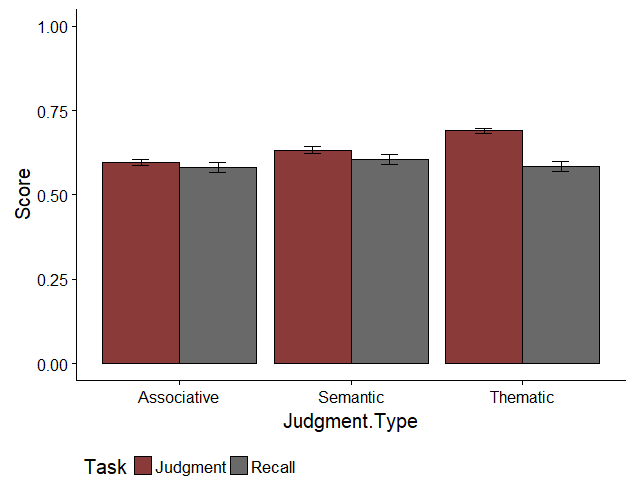 1.00
0.75
0.50
0.25
0.00
Score
Associative Semantic Thematic
Judgment.Type
Task Judgment Recall